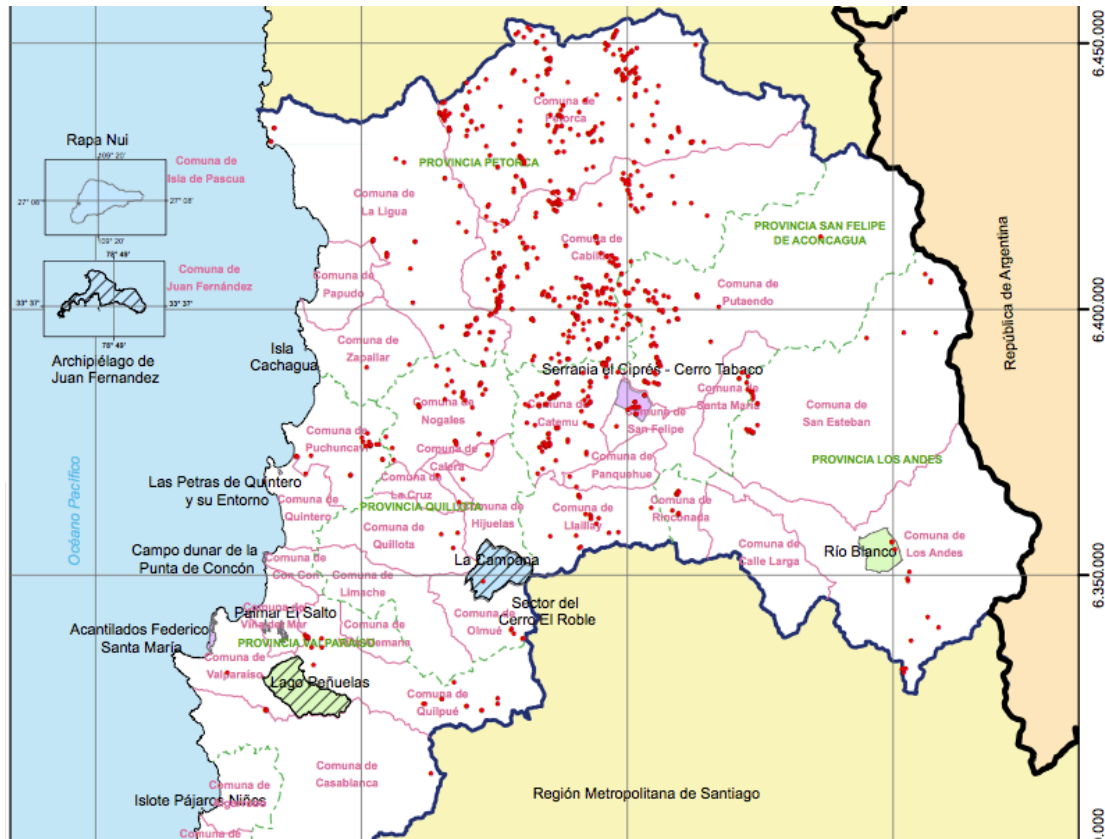 6.450.000
Comuna de
Petorca
Rapa Nui
109° 20'
Comuna de
Isla de Pascua
27° 08'
27° 08'
109° 20'
PROVINCIA PETORCA
Comuna de
La Ligua
PROVINCIA SAN FELIPE
DE ACONCAGUA
78° 49'
Comuna de
Juan Fernández
33° 37'
33° 37'
78° 49'
Archipiélago de
Juan Fernandez
Comuna de
Comuna de
Papudo
Comuna de
Putaendo
República de Argentina
6.400.000
Isla
Cachagua
Comuna de
Zapallar
Serranía el Ciprés - Cerro Tabaco
Comuna de
Nogales
Comuna de
Catemu
Comuna de
San Felipe
Comuna de
Santa María
Comuna de
San Esteban
Comuna de
Puchuncaví
Comuna de
Calera
Comuna de
Panquehue
PROVINCIA LOS ANDES
Las Petras de Quintero
y su Entorno
Comuna de
La Cruz
Comuna de
Quintero
PROVINCIA QUILLOTA
Comuna de
Hijuelas
Comuna de
Llaillay
Comuna de
Rinconada
Océano Pacífico
Comuna de
Quillota
Campo dunar de la
Punta de Concón
Comuna de
Con Con
La Campana
Comuna de
Calle Larga
Río Blanco
Comuna de
Los Andes
6.350.000
Comuna de
Limache
Sector del
Cerro El Roble
Comuna de
Olmué
Palmar El Salto
Comuna de
Viña del Mar
Comuna de
Acantilados Federico
Santa María
PROVINCIA VALPARAISO
Comuna de
Valparaíso
Lago Peñuelas
Comuna de
Quilpué
Comuna de
Casablanca
Comuna de
Islote Pájaros Niños
Región Metropolitana de Santiago
Comuna de